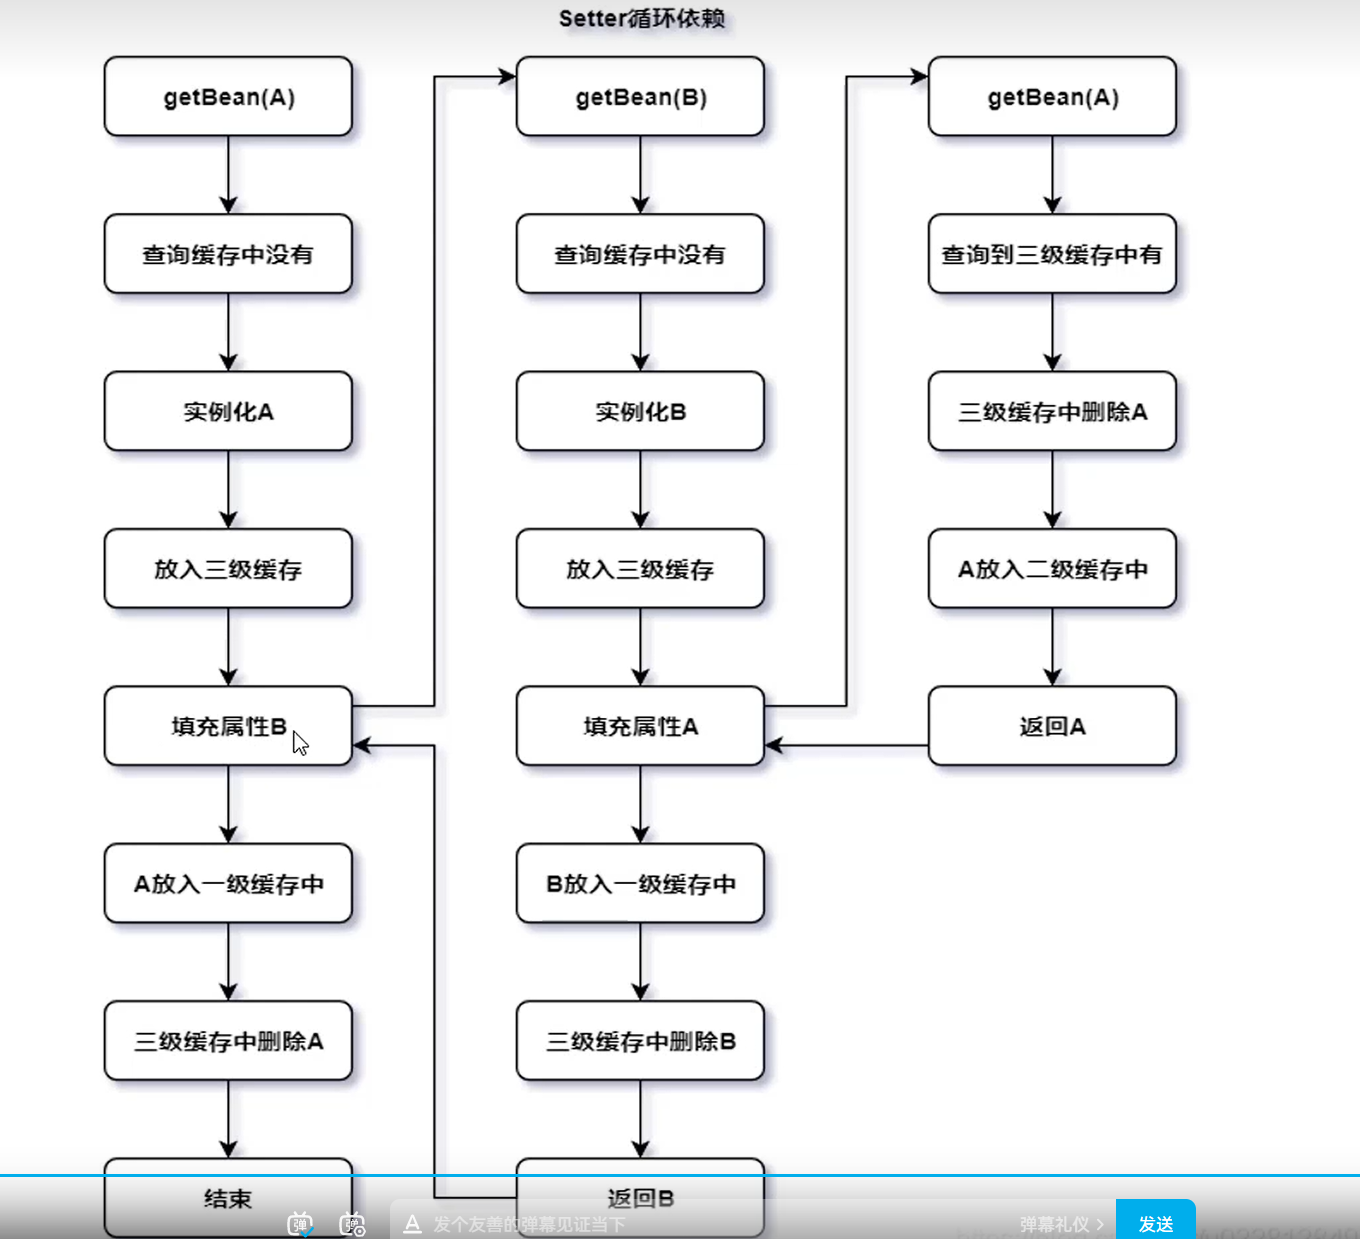 Setter循环依赖
getBean(A)
查询缓存中没有
实例化A
放入三级缓存
填充属性B
A放入一级缓存中
三级缓存中删除A
结束
getBean(B)
查询缓存中没有
实例化B
放入三级缓存
填充属性A
B放入一级缓存中
三级缓存中删除B
返回B
getBean(A)
查询到三级缓存中有
三级缓存中删除A
A放入二级缓存中
返回A
弹
弹
A
发个友善的弹幕见证当下
弹幕礼仪 >
发送